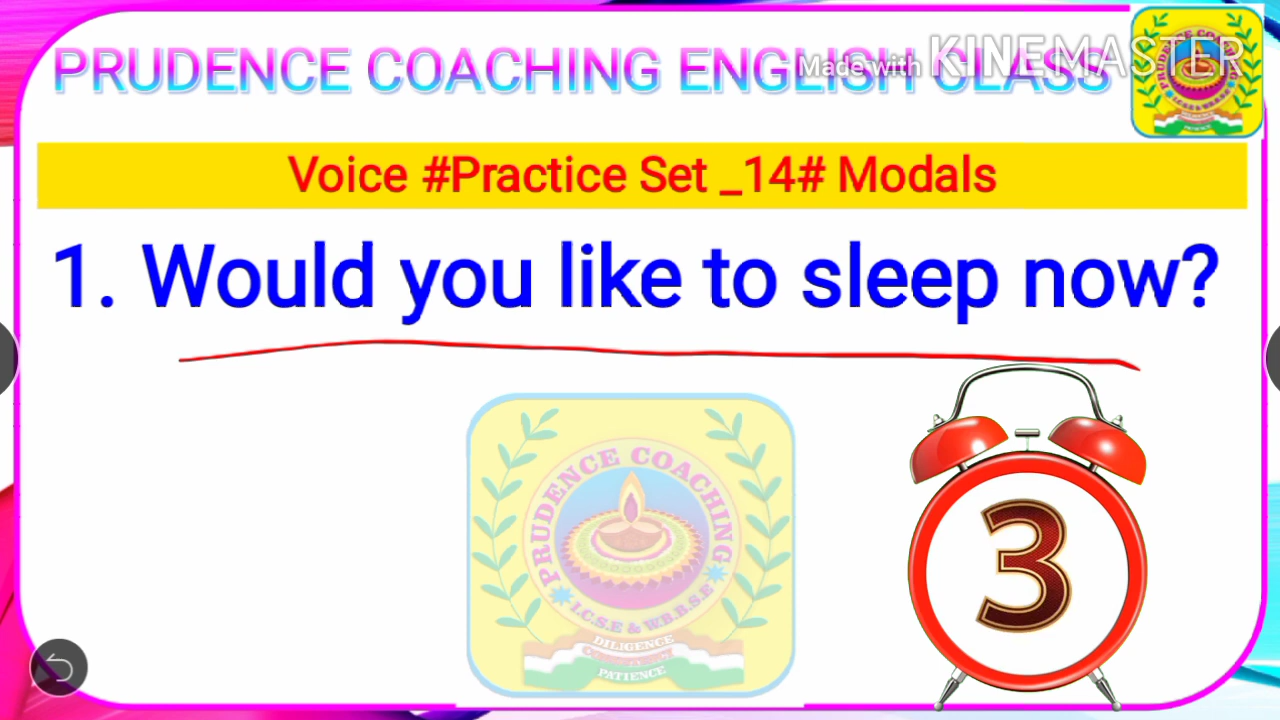 PRUDENCE COACHING ENGLISH CLASS
Made with KINEMASTER
Voice #Practice Set _14# Modals
1. Would you like to sleep now?
PRUDENCE COACHING
I.C.S.E & W.B.B.S.E
DILIGENCE
PATIENCE
3